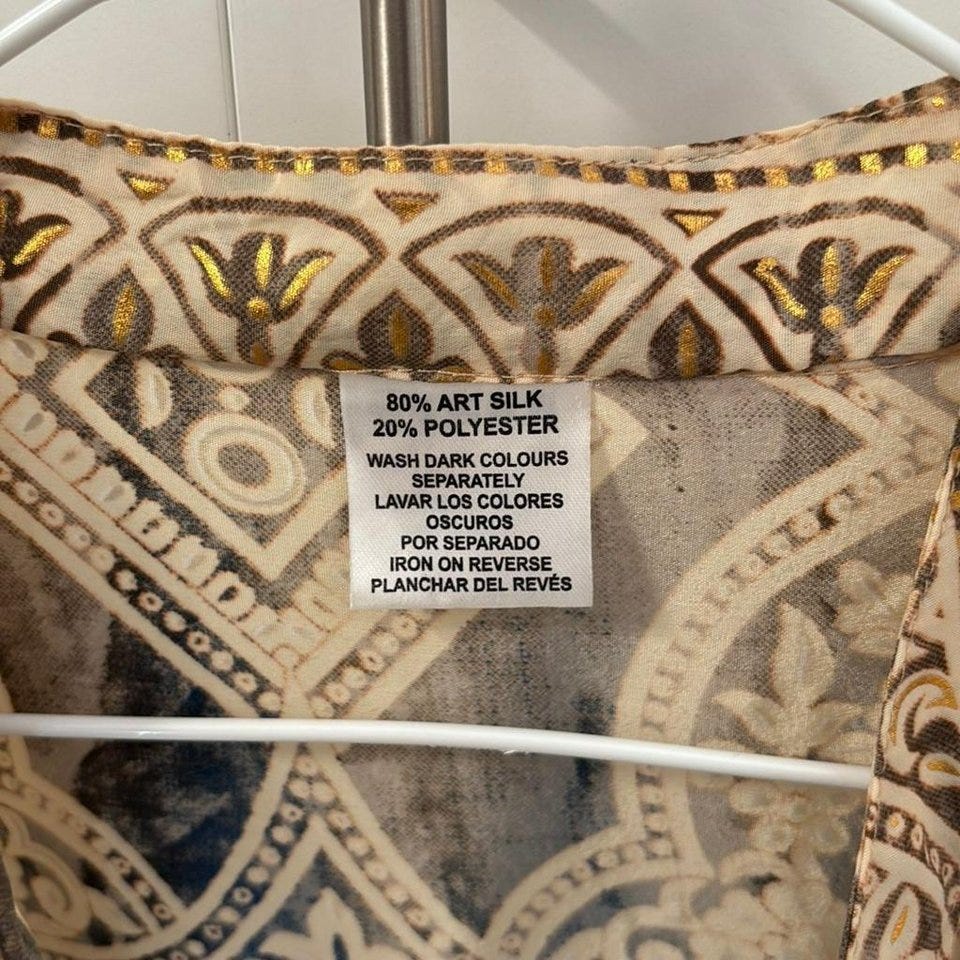 80% ART SILK
20% POLYESTER
WASH DARK COLOURS
SEPARATELY
LAVAR LOS COLORES
OSCUROS
POR SEPARADO
IRON ON REVERSE
PLANCHAR DEL REVÉS